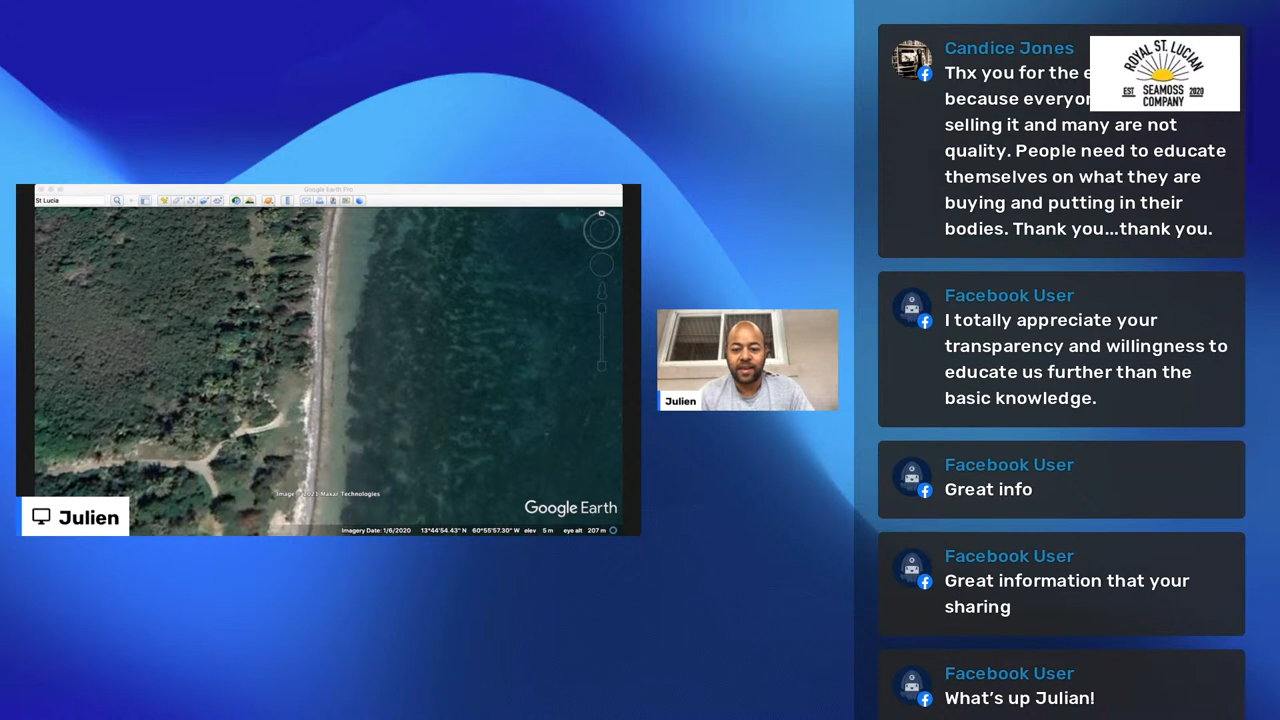 Google Earth Pro
St Lucia
Image © 2021 Maxar Technologies
Google Earth
Imagery Date: 1/6/2020 13°44'54.43" N 60°55'57.30" W elev 5 m eye alt 207 m
Julien
Julien
Candice Jones
Thx you for the
because
selling it and many are not
quality. People need to educate
themselves on what they are
buying and putting in their
bodies. Thank you...thank you.
ROYAL ST. LUCIAN
EST. 2020
SEAMOSS
COMPANY
Facebook User
I totally appreciate your
transparency and willingness to
educate us further than the
basic knowledge.
Facebook User
Great info
Facebook User
Great information that your
sharing
Facebook User
What's up Julian!